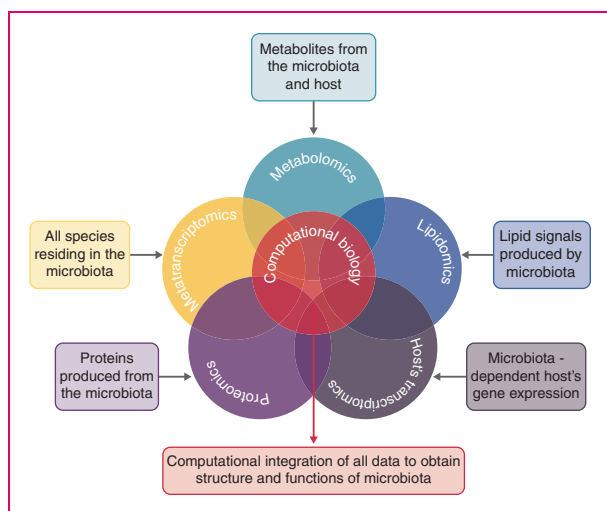 Metabolites from
the microbiota
and host
Metabolomics
Metatranscriptomics
Computational biology
Lipidomics
All species
residing in the
microbiota
Lipid signals
produced by
microbiota
Proteins
produced from
the microbiota
Proteomics
Host's transcriptomics
Microbiota -
dependent host's
gene expression
Computational integration of all data to obtain
structure and functions of microbiota